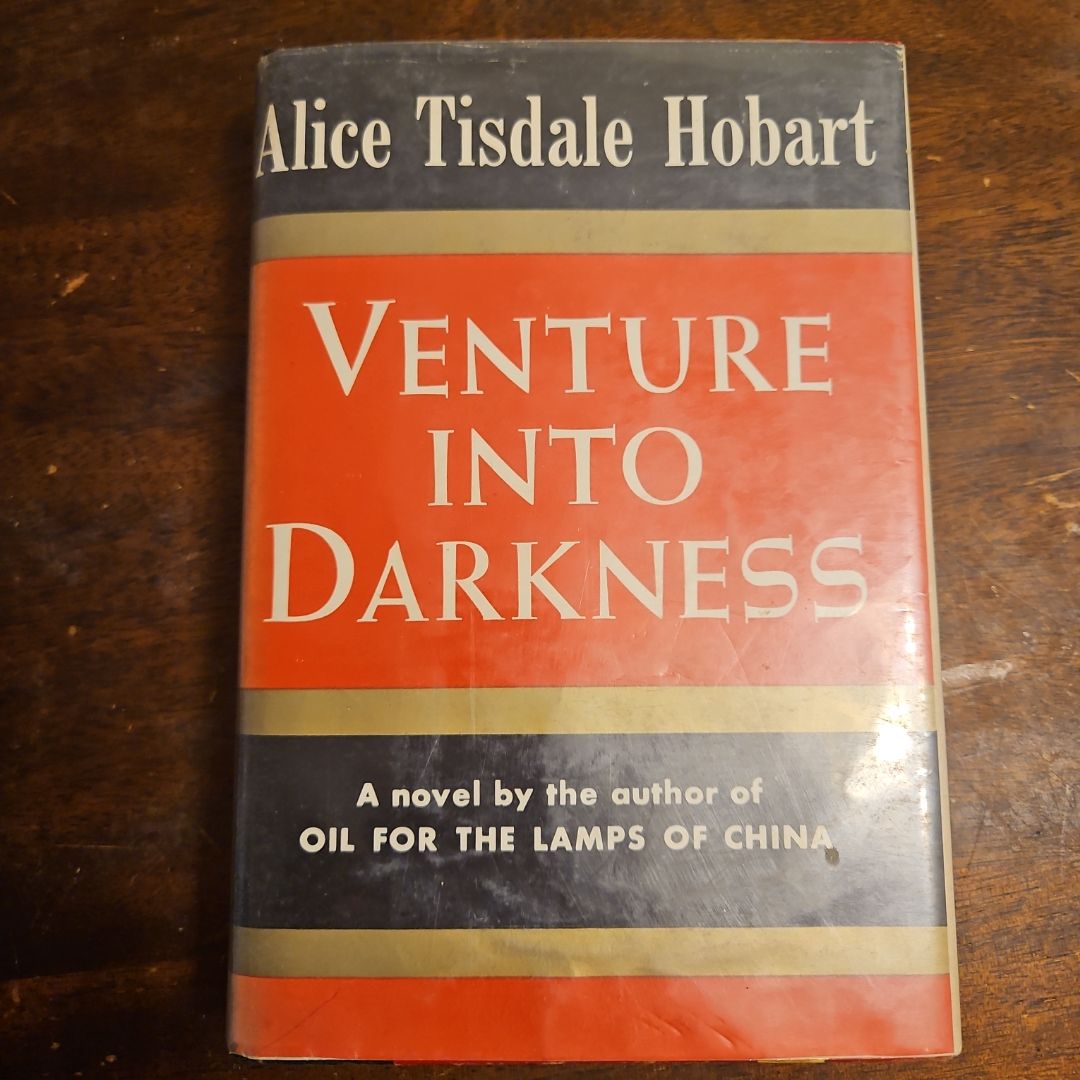 Alice Tisdale Hobart
VENTURE
INTO
DARKNESS
A novel by the author of
OIL FOR THE LAMPS OF CHINA